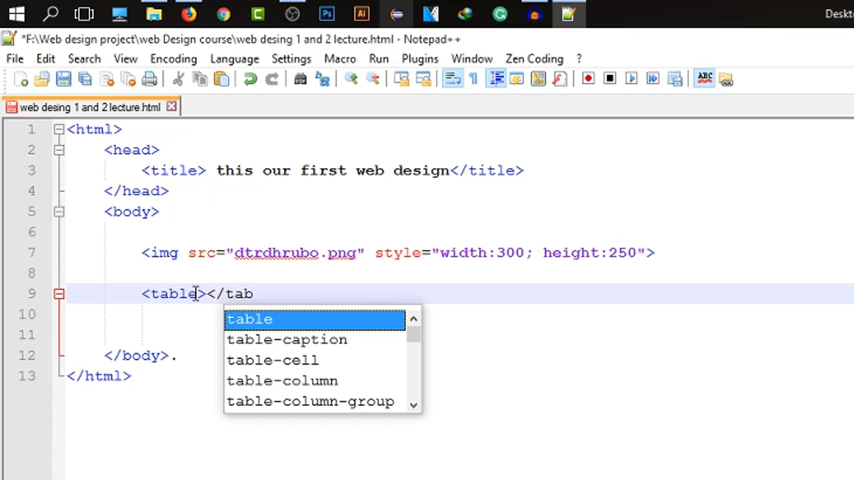 Deskto
*F:\Web design project\web Design course\web desing 1 and 2 lecture.html - Notepad++
File Edit Search View Encoding Language Settings Macro Run Plugins Window Zen Coding ?
web desing 1 and 2 lecture.html
1 <html>
2 <head>
3 <title> this our first web design</title>
4 </head>
5 <body>
6
7 <img src="dtrdhrubo.png" style="width:300; height:250">
8
9 <table></tab
10
11
12 </body>.
13 </html>
table
table-caption
table-cell
table-column
table-column-group